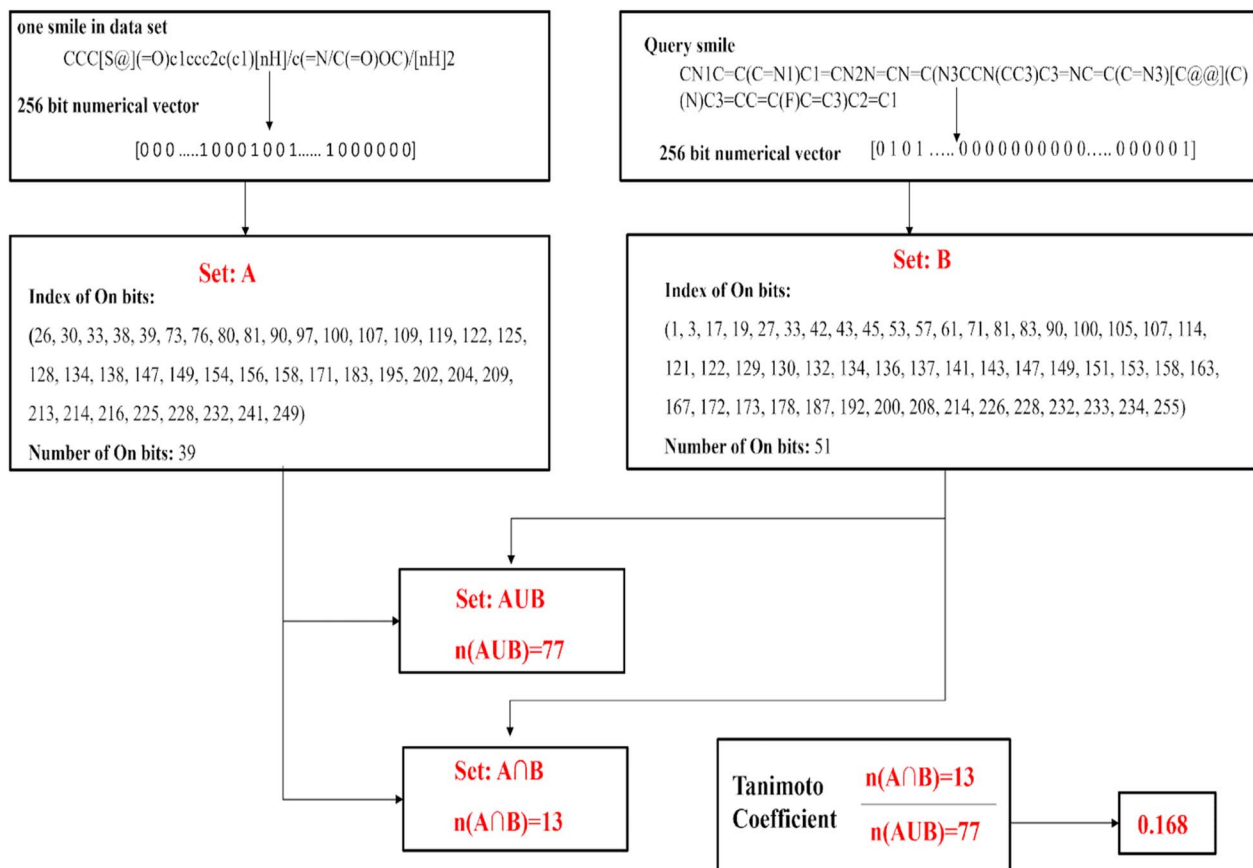 one smile in data set
CCC[S@](=O)c1ccc2c(c1)[nH]/c(=N/C(=O)OC)/[nH]2
256 bit numerical vector
[0 0 0 .....1 0 0 0 1 0 0 1...... 1 0 0 0 0 0 0]
Query smile
CN1C=C(C=N1)C1=CN2N=CN=C(N3CCN(CC3)C3=NC=C(C=N3)[C@@](C)
(N)C3=CC=C(F)C=C3)C2=C1
256 bit numerical vector [0 1 0 1 ..... 0 0 0 0 0 0 0 0 0 0 0..... 0 0 0 0 0 1]
Set: A
Index of On bits:
(26, 30, 33, 38, 39, 73, 76, 80, 81, 90, 97, 100, 107, 109, 119, 122, 125,
128, 134, 138, 147, 149, 154, 156, 158, 171, 183, 195, 202, 204, 209,
213, 214, 216, 225, 228, 232, 241, 249)
Number of On bits: 39
Set: B
Index of On bits:
(1, 3, 17, 19, 27, 33, 42, 43, 45, 53, 57, 61, 71, 81, 83, 90, 100, 105, 107, 114,
121, 122, 129, 130, 132, 134, 136, 137, 141, 143, 147, 149, 151, 153, 158, 163,
167, 172, 173, 178, 187, 192, 200, 208, 214, 226, 228, 232, 233, 234, 255)
Number of On bits: 51
Set: AUB
n(AUB)=77
Set: A∩B
n(A∩B)=13
Tanimoto
Coefficient
n(A∩B)=13
n(AUB)=77
0.168